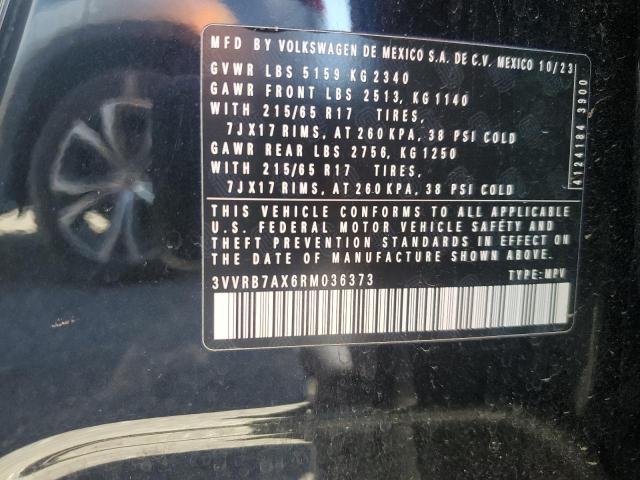 MFD BY VOLKSWAGEN DE MEXICO S.A. DE C.V. MEXICO 10/23
GVWR LBS 5159 KG 2340
GAWR FRONT LBS 2513, KG 1140
WITH 215/65 R17 TIRES,
7JX17 RIMS, AT 260 KPA, 38 PSI COLD
GAWR REAR LBS 2756, KG 1250
WITH 215/65 R17 TIRES,
7JX17 RIMS, AT 260 KPA, 38 PSI COLD
4124184 3900
THIS VEHICLE CONFORMS TO ALL APPLICABLE
U.S. FEDERAL MOTOR VEHICLE SAFETY AND
THEFT PREVENTION STANDARDS IN EFFECT ON
THE DATE OF MANUFACTURE SHOWN ABOVE.
3VVRB7AX6RM036373 TYPE: MPV